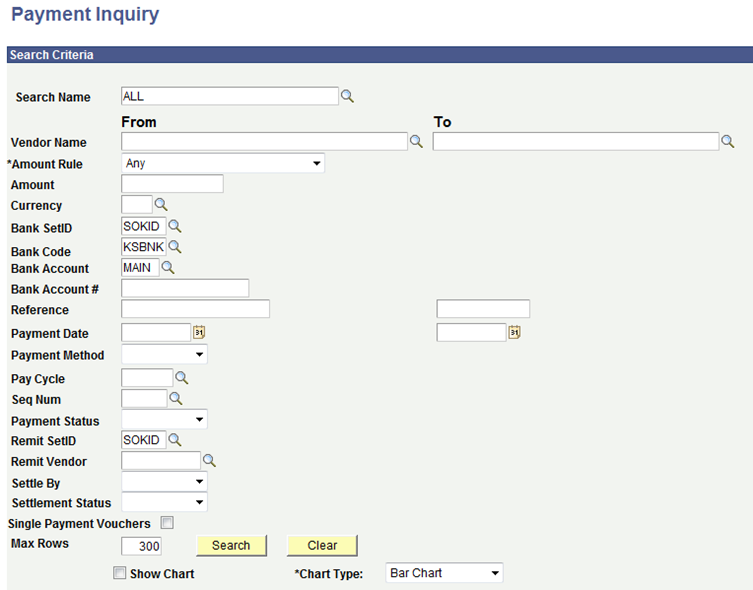 Payment Inquiry
Search Criteria
Search Name ALL
From To
Vendor Name
*Amount Rule Any
Amount
Currency
Bank SetID SOKID
Bank Code KSBNK
Bank Account MAIN
Bank Account #
Reference
Payment Date 31 31
Payment Method
Pay Cycle
Seq Num
Payment Status
Remit SetID SOKID
Remit Vendor
Settle By
Settlement Status
Single Payment Vouchers
Max Rows 300 Search Clear
Show Chart *Chart Type: Bar Chart